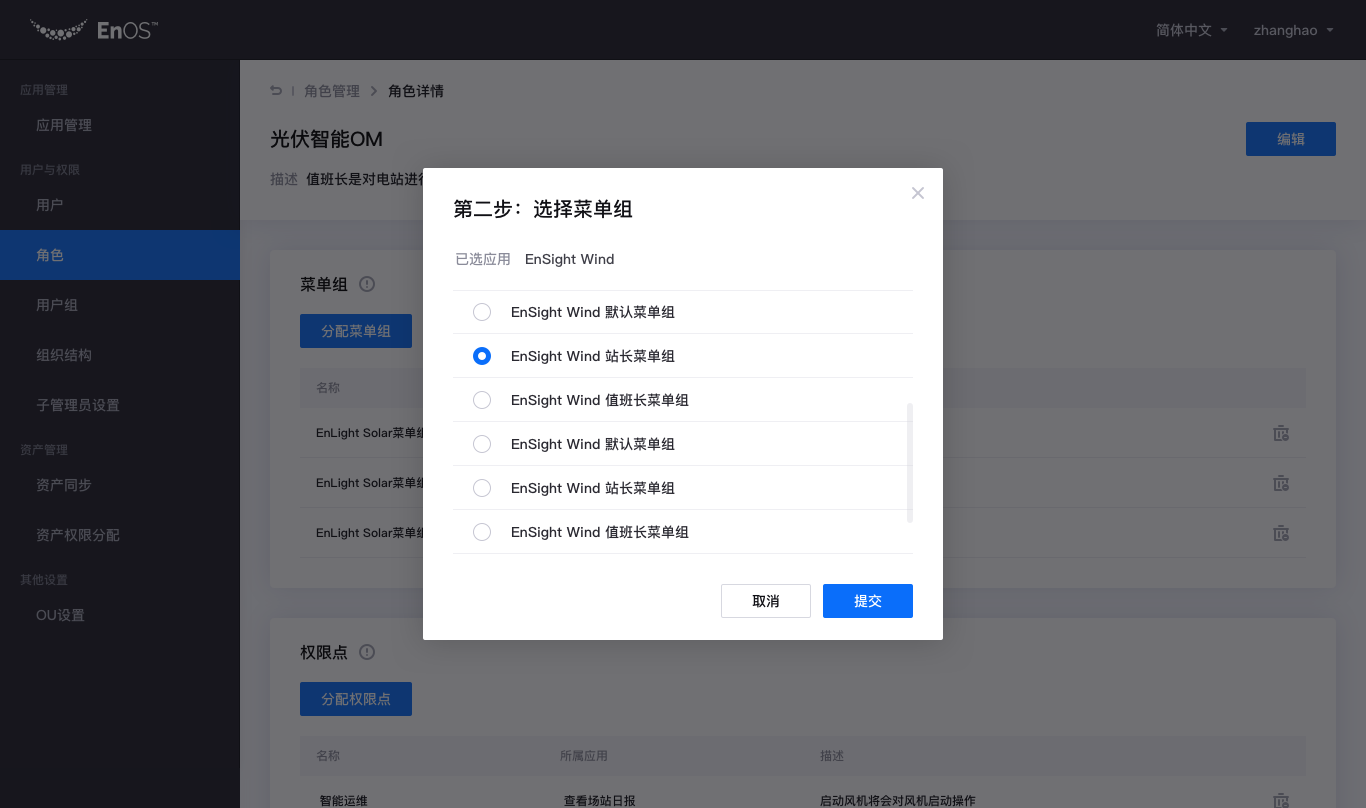 EnOS™
简体中文
zhanghao
应用管理
应用管理
用户与权限
用户
角色
用户组
组织结构
子管理员设置
资产管理
资产同步
资产权限分配
其他设置
OU设置
角色管理 > 角色详情
光伏智能OM
编辑
描述 值班长是对电站进行
菜单组
分配菜单组
名称
EnLight Solar菜单组
EnLight Solar菜单组
EnLight Solar菜单组
第二步：选择菜单组
已选应用 EnSight Wind
EnSight Wind 默认菜单组
EnSight Wind 站长菜单组
EnSight Wind 值班长菜单组
EnSight Wind 默认菜单组
EnSight Wind 站长菜单组
EnSight Wind 值班长菜单组
取消 提交
权限点
分配权限点
名称 所属应用 描述
智能运维 查看场站日报 启动风机将会对风机启动操作